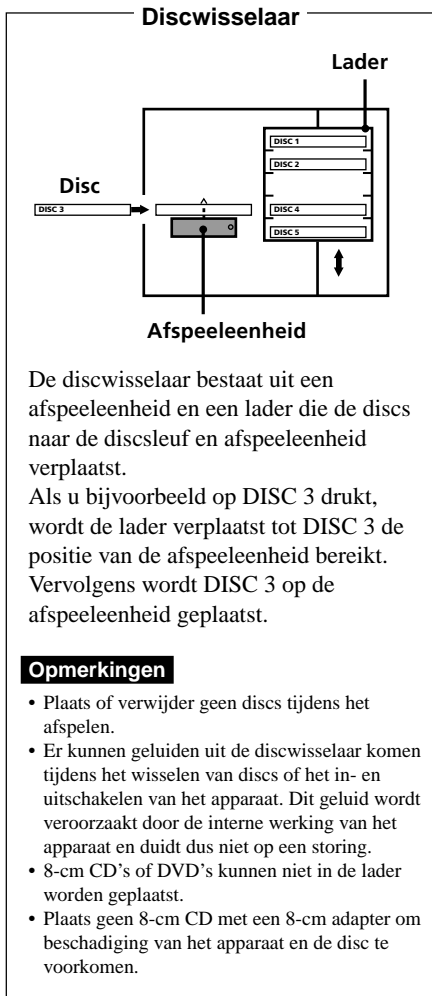 Discwisselaar
Lader
DISC 1
DISC 2
Disc
DISC 3
DISC 4
DISC 5
Afspeeleenheid
De discwisselaar bestaat uit een
afspeeleenheid en een lader die de discs
naar de discsleuf en afspeeleenheid
verplaatst.
Als u bijvoorbeeld op DISC 3 drukt,
wordt de lader verplaatst tot DISC 3 de
positie van de afspeeleenheid bereikt.
Vervolgens wordt DISC 3 op de
afspeeleenheid geplaatst.
Opmerkingen
• Plaats of verwijder geen discs tijdens het
afspelen.
• Er kunnen geluiden uit de discwisselaar komen
tijdens het wisselen van discs of het in- en
uitschakelen van het apparaat. Dit geluid wordt
veroorzaakt door de interne werking van het
apparaat en duidt dus niet op een storing.
• 8-cm CD's of DVD's kunnen niet in de lader
worden geplaatst.
• Plaats geen 8-cm CD met een 8-cm adapter om
beschadiging van het apparaat en de disc te
voorkomen.